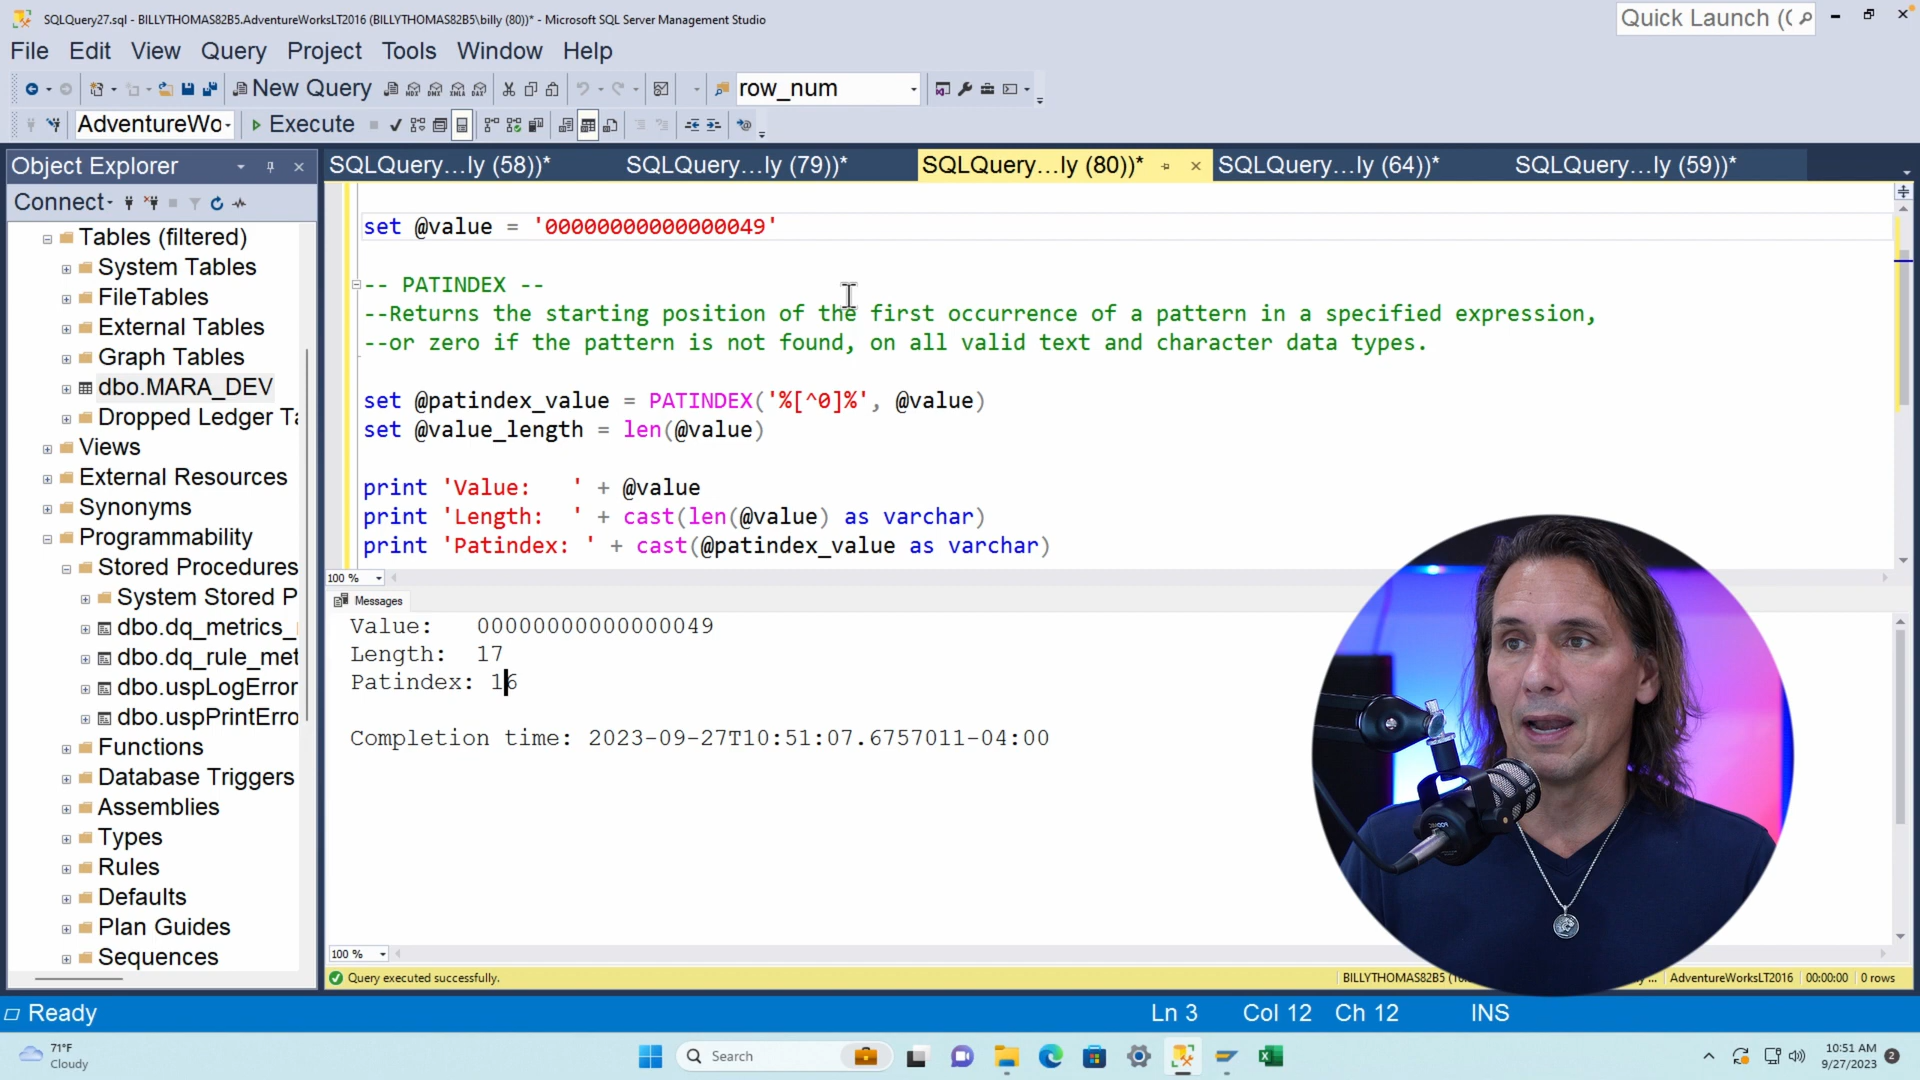 SQLQuery27.sql - BILLYTHOMAS82B5.AdventureWorksLT2016 (BILLYTHOMAS82B5\billy (80))* - Microsoft SQL Server Management Studio
Quick Launch (
File Edit View Query Project Tools Window Help
New Query
row_num
AdventureWo
Execute
Object Explorer
SQLQuery...ly (58))* SQLQuery...ly (79))* SQLQuery...ly (80))* SQLQuery...ly (64))* SQLQuery...ly (59))*
Connect
Tables (filtered)
System Tables
FileTables
External Tables
Graph Tables
dbo.MARA_DEV
Dropped Ledger Ta
Views
External Resources
Synonyms
Programmability
Stored Procedures
System Stored P
dbo.dq_metrics_
dbo.dq_rule_met
dbo.uspLogError
dbo.uspPrintErro
Functions
Database Triggers
Assemblies
Types
Rules
Defaults
Plan Guides
Sequences
set @value = '00000000000000049'
-- PATINDEX --
--Returns the starting position of the first occurrence of a pattern in a specified expression,
--or zero if the pattern is not found, on all valid text and character data types.
set @patindex_value = PATINDEX('%[^0]%', @value)
set @value_length = len(@value)
print 'Value:   ' + @value
print 'Length:  ' + cast(len(@value) as varchar)
print 'Patindex: ' + cast(@patindex_value as varchar)
100 %
Messages
Value:   00000000000000049
Length:  17
Patindex: 16
Completion time: 2023-09-27T10:51:07.6757011-04:00
100 %
Query executed successfully.
BILLYTHOMAS82B5 AdventureWorksLT2016 00:00:00 0 rows
Ready Ln 3 Col 12 Ch 12 INS
71°F
Cloudy
Search
10:51 AM
9/27/2023
2